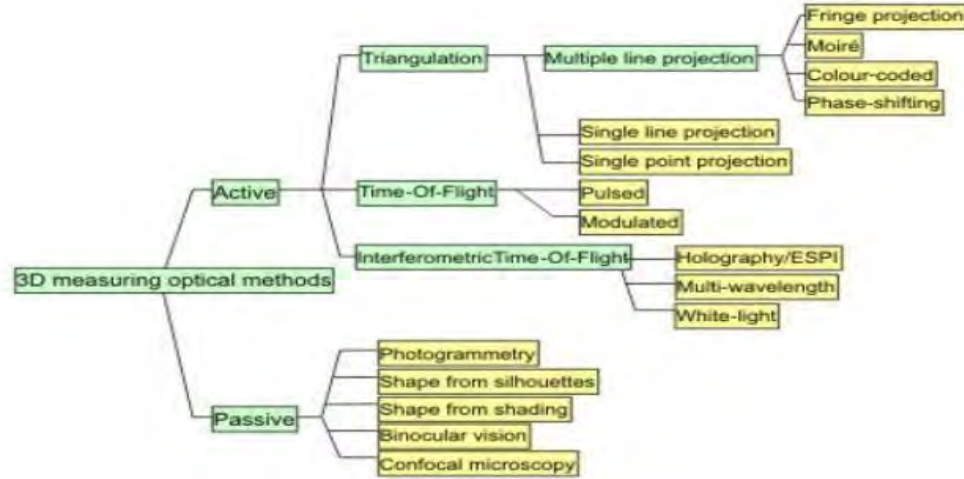 3D measuring optical methods
Active
Triangulation
Multiple line projection
Fringe projection
Moiré
Colour-coded
Phase-shifting
Single line projection
Single point projection
Time-Of-Flight
Pulsed
Modulated
InterferometricTime-Of-Flight
Holography/ESPI
Multi-wavelength
White-light
Passive
Photogrammetry
Shape from silhouettes
Shape from shading
Binocular vision
Confocal microscopy